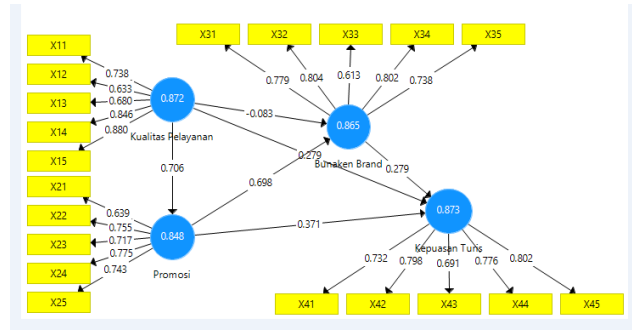 X11
X12
X13
X14
X15
X21
X22
X23
X24
X25
X31
X32
X33
X34
X35
0.738
0.633
0.680
0.846
0.880
0.872
Kualitas Pelayanan
0.779
0.804
0.613
0.802
0.738
0.865
Bunaken Brand
-0.083
0.279
0.279
0.706
0.698
0.371
0.639
0.755
0.717
0.775
0.743
0.848
Promosi
0.873
Kepuasan Turis
0.732
0.798
0.691
0.776
0.802
X41
X42
X43
X44
X45